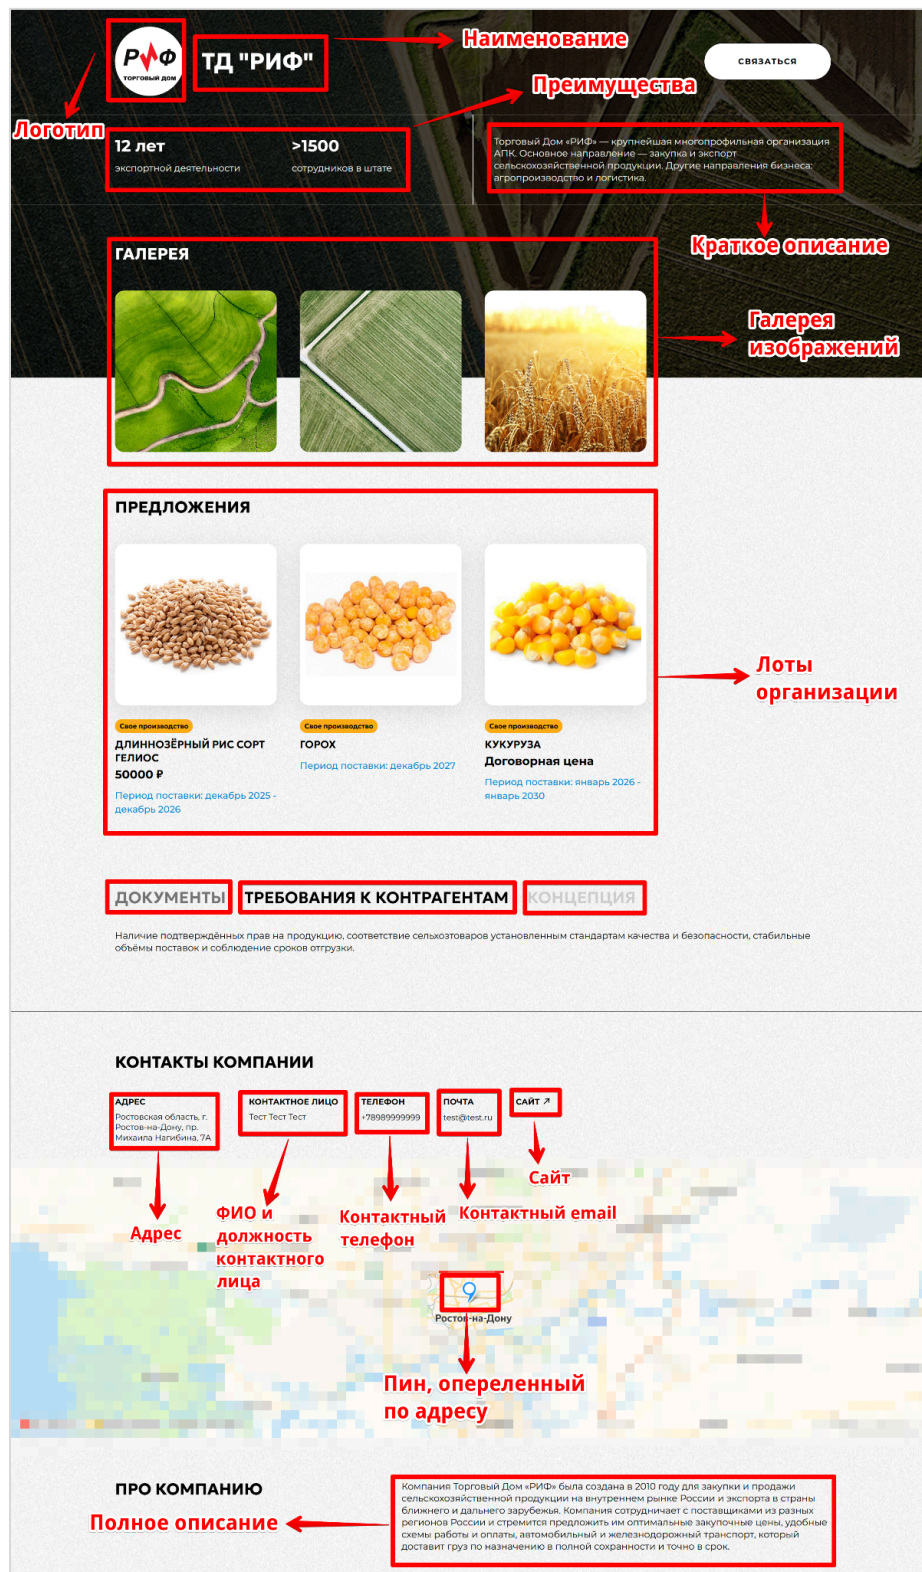 РИФ
ТОРГОВЫЙ ДОМ
ТД "РИФ"
Наименование
СВЯЗАТЬСЯ
Преимущества
Логотип
12 лет
экспортной деятельности
>1500
сотрудников в штате
Торговый Дом «РИФ» — крупнейшая многопрофильная организация
АПК. Основное направление — закупка и экспорт
сельскохозяйственной продукции. Другие направления бизнеса:
агропроизводство и логистика.
Краткое описание
ГАЛЕРЕЯ
Галерея
изображений
ПРЕДЛОЖЕНИЯ
Лоты
организации
Свое производство
ДЛИННОЗЁРНЫЙ РИС СОРТ
ГЕЛИОС
50000 ₽
Период поставки: декабрь 2025 -
декабрь 2026
Свое производство
ГОРОХ
Период поставки: декабрь 2027
Свое производство
КУКУРУЗА
Договорная цена
Период поставки: январь 2026 -
январь 2030
ДОКУМЕНТЫ
ТРЕБОВАНИЯ К КОНТРАГЕНТАМ
КОНЦЕПЦИЯ
Наличие подтверждённых прав на продукцию, соответствие сельхозтоваров установленным стандартам качества и безопасности, стабильные
объёмы поставок и соблюдение сроков отгрузки.
КОНТАКТЫ КОМПАНИИ
АДРЕС
Ростовская область, г.
Ростов-на-Дону, пр.
Михаила Нагибина, 7А
КОНТАКТНОЕ ЛИЦО
Тест Тест Тест
ТЕЛЕФОН
+78989999999
ПОЧТА
test@test.ru
САЙТ ↗
Сайт
Адрес
ФИО и
должность
контактного
лица
Контактный
телефон
Контактный email
Ростов-на-Дону
Пин, опереленный
по адресу
ПРО КОМПАНИЮ
Полное описание
Компания Торговый Дом «РИФ» была создана в 2010 году для закупки и продажи
сельскохозяйственной продукции на внутреннем рынке России и экспорта в страны
ближнего и дальнего зарубежья. Компания сотрудничает с поставщиками из разных
регионов России и стремится предложить им оптимальные закупочные цены, удобные
схемы работы и оплаты, автомобильный и железнодорожный транспорт, который
доставит груз по назначению в полной сохранности и точно в срок.